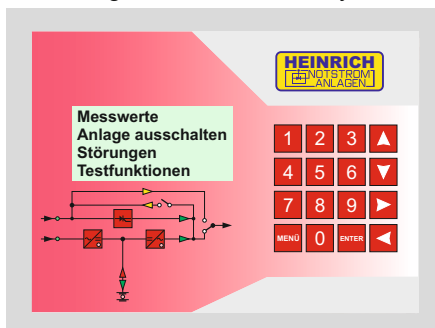 HEINRICH
NOTSTROM
ANLAGEN
Messwerte
Anlage ausschalten
Störungen
Testfunktionen
1 2 3
4 5 6
7 8 9
MENÜ 0 ENTER